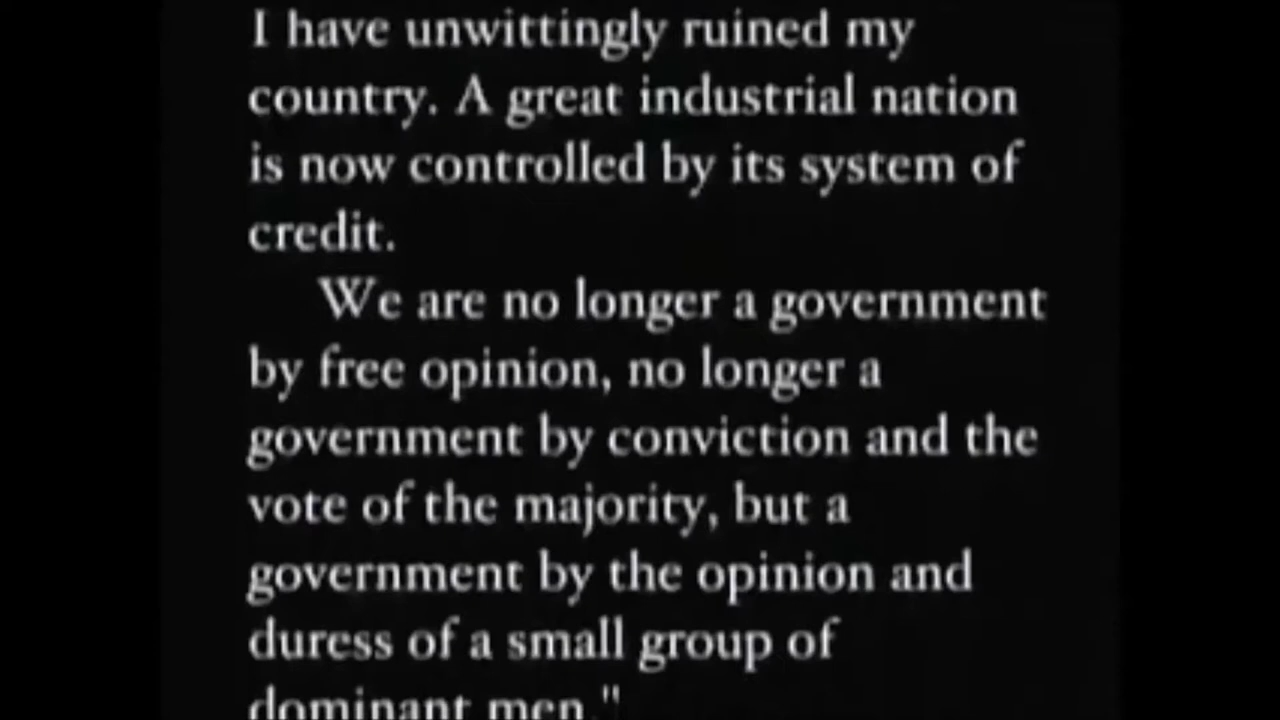 I have unwittingly ruined my
country. A great industrial nation
is now controlled by its system of
credit.
We are no longer a government
by free opinion, no longer a
government by conviction and the
vote of the majority, but a
government by the opinion and
duress of a small group of
dominant men."